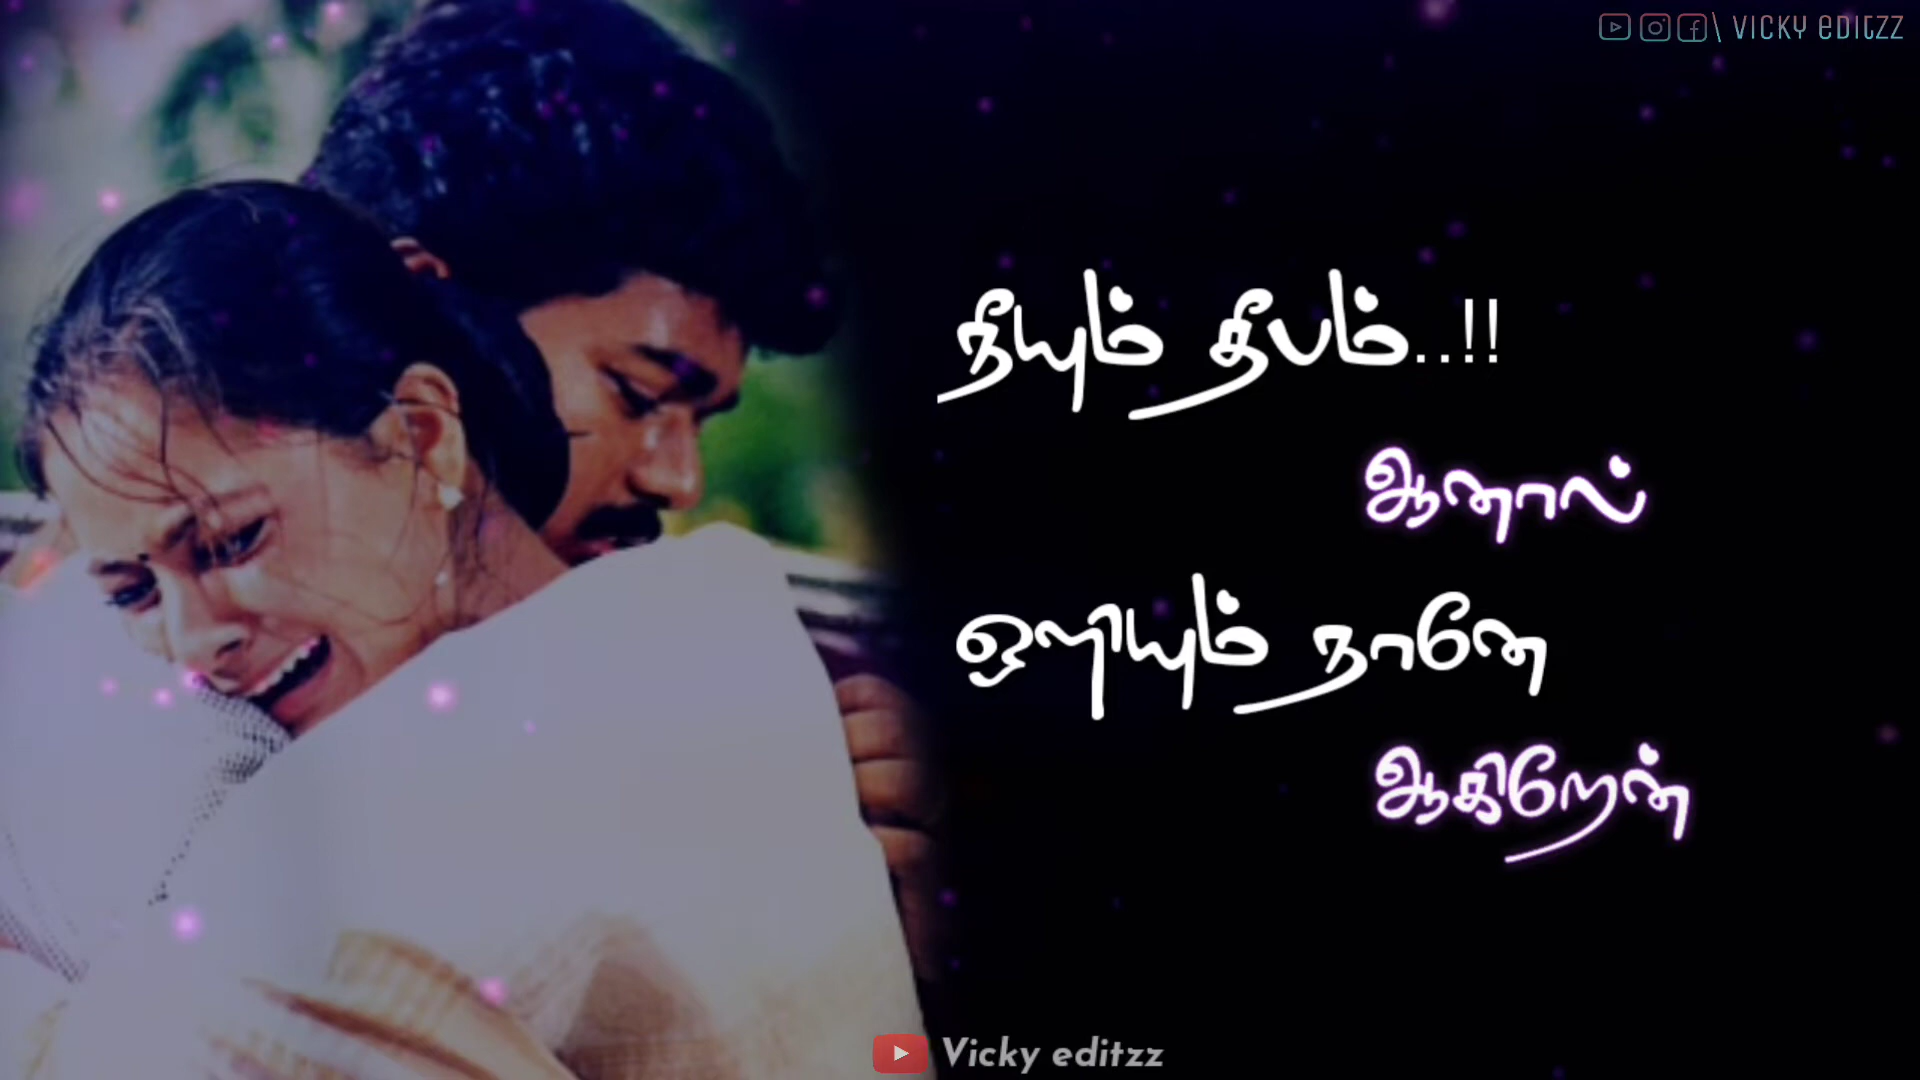 \ VICKY EDITZZ
நீயும் தீபம்..!!
ஆனால்
ஒளியும் நானே
ஆகிறேன்
Vicky editzz